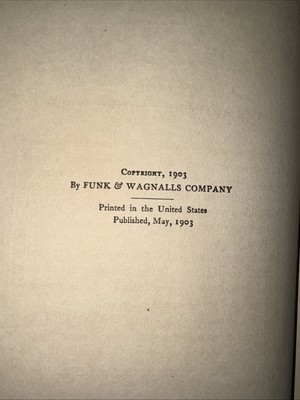 Copyright, 1903
By FUNK & WAGNALLS COMPANY
Printed in the United States
Published, May, 1903